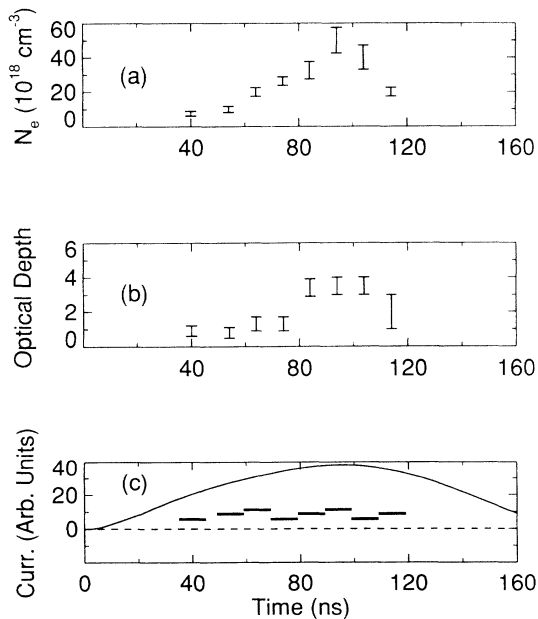 60
40
20
0
N_e (10^18 cm^-3)
(a)
40 80 120 160
6
4
2
0
Optical Depth
(b)
40 80 120 160
40
20
0
Curr. (Arb. Units)
(c)
0 40 80 120 160
Time (ns)